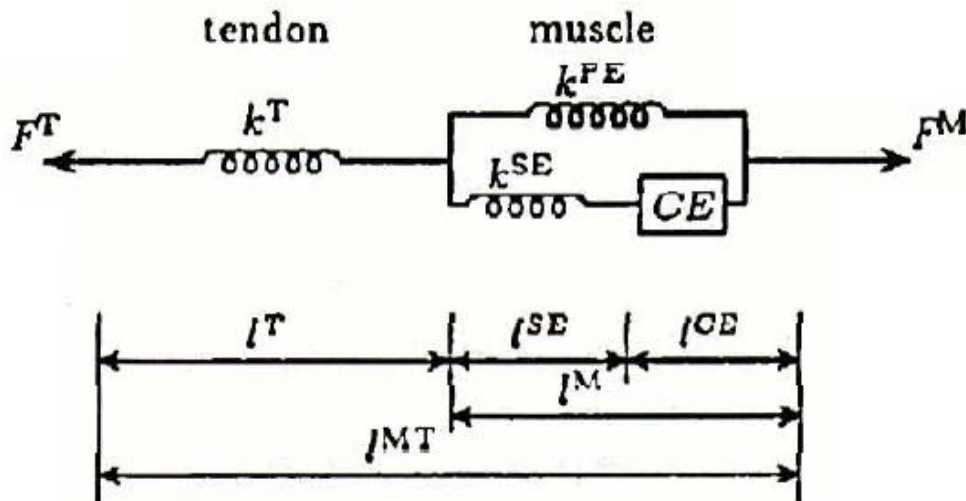 tendon muscle
k^PE
F^T k^T F^M
k^SE
CE
l^T l^SE l^CE
l^M
l^MT